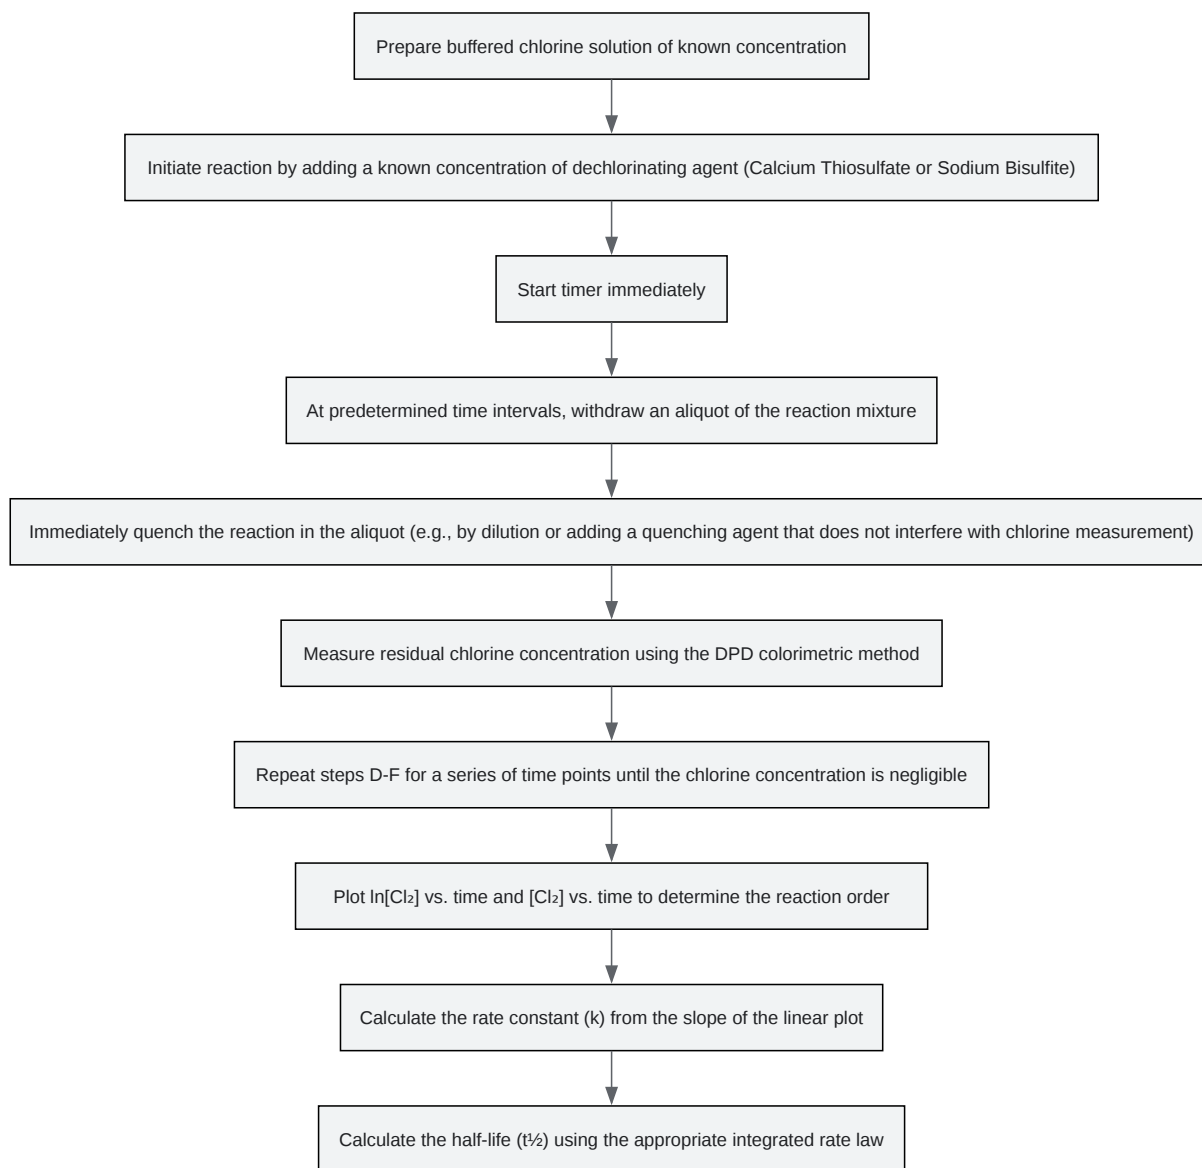 Prepare buffered chlorine solution of known concentration
Initiate reaction by adding a known concentration of dechlorinating agent (Calcium Thiosulfate or Sodium Bisulfite)
Start timer immediately
At predetermined time intervals, withdraw an aliquot of the reaction mixture
Immediately quench the reaction in the aliquot (e.g., by dilution or adding a quenching agent that does not interfere with chlorine measurement)
Measure residual chlorine concentration using the DPD colorimetric method
Repeat steps D-F for a series of time points until the chlorine concentration is negligible
Plot ln[Cl₂] vs. time and [Cl₂] vs. time to determine the reaction order
Calculate the rate constant (k) from the slope of the linear plot
Calculate the half-life (t½) using the appropriate integrated rate law